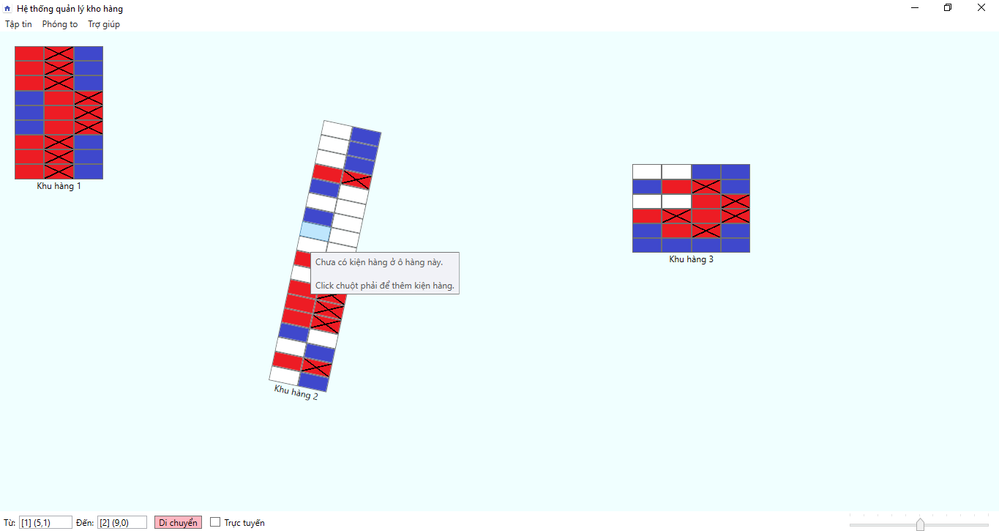 Hệ thống quản lý kho hàng
Tập tin Phóng to Trợ giúp
Khu hàng 1
Khu hàng 3
Chưa có kiện hàng ở ô hàng này.
Click chuột phải để thêm kiện hàng.
Khu hàng 2
Từ: [1] (5,1) Đến: [2] (9,0) Di chuyển Trực tuyến